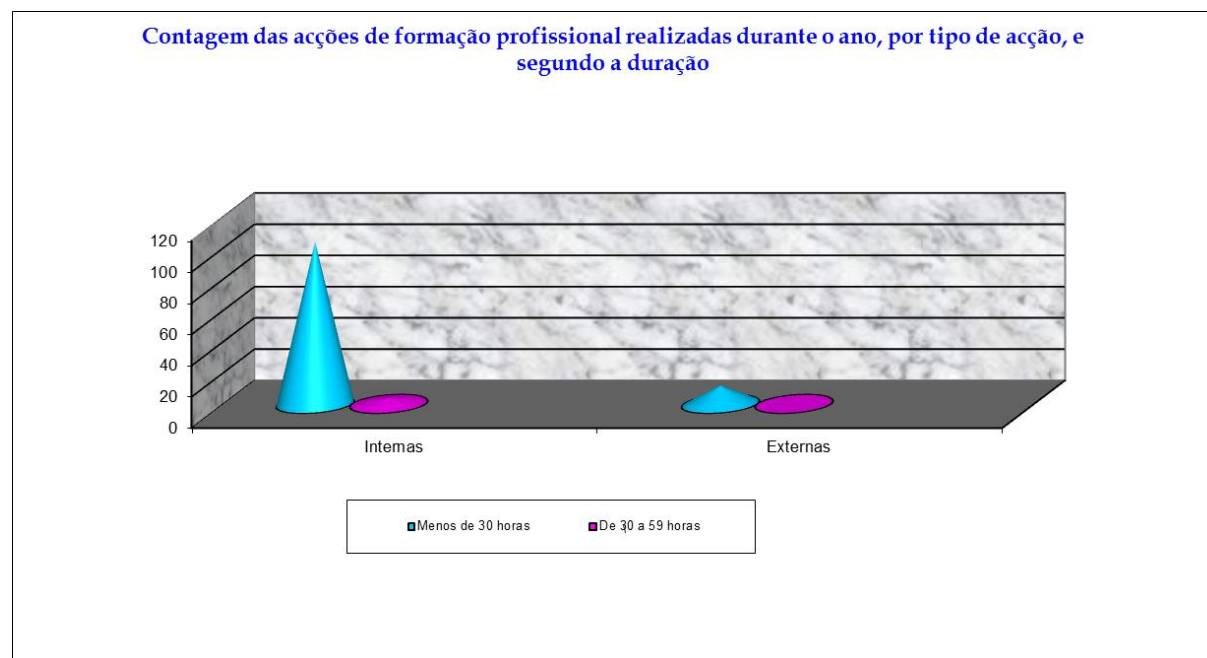 Contagem das acções de formação profissional realizadas durante o ano, por tipo de acção, e
segundo a duração
120
100
80
60
40
20
0
Internas
Externas
Menos de 30 horas
De 30 a 59 horas